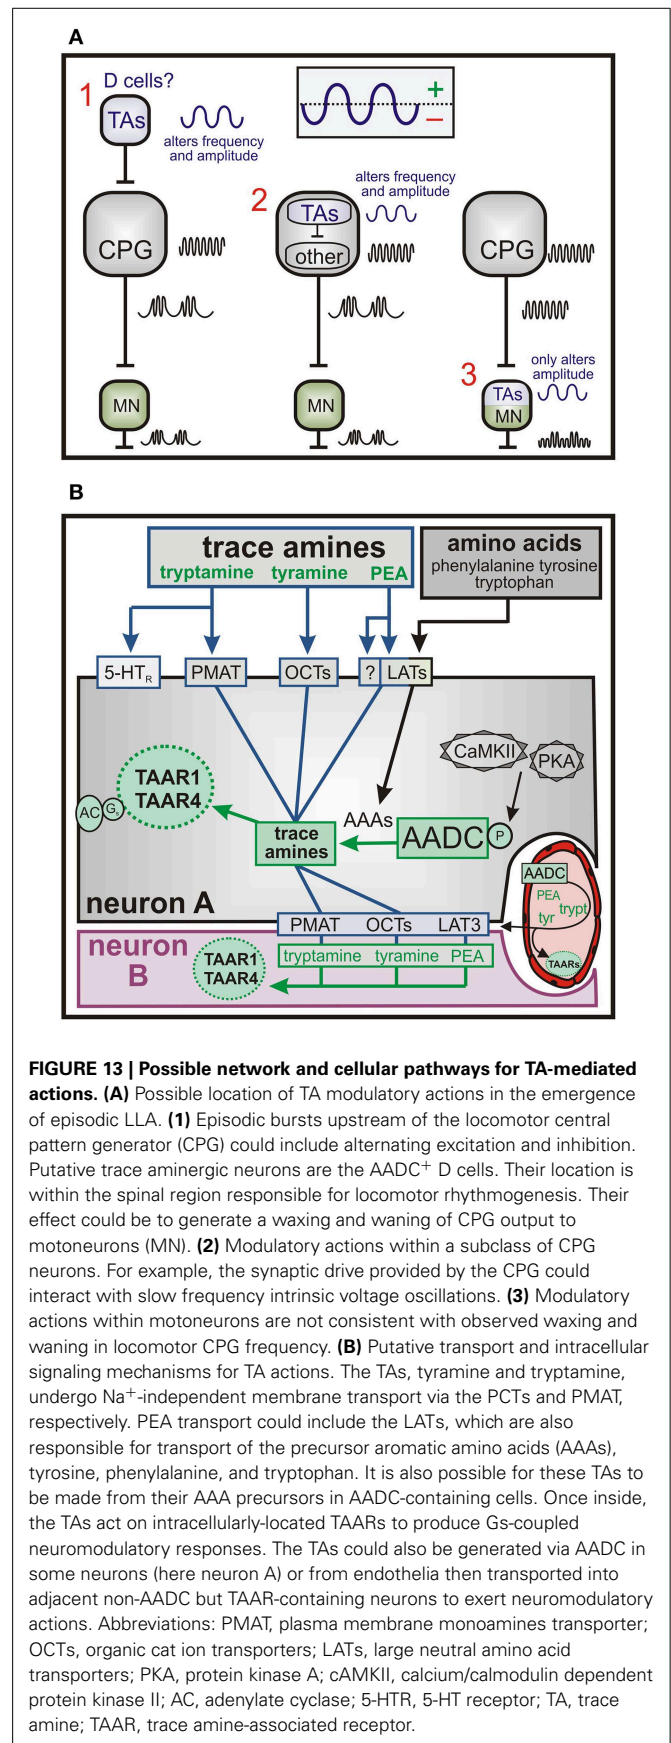 A
D cells?
1
TAs
alters frequency
and amplitude
+
−
CPG
MN
2
alters frequency
and amplitude
TAs
other
MN
CPG
3
only alters
amplitude
TAs
MN
B
trace amines
tryptamine tyramine PEA
amino acids
phenylalanine tyrosine
tryptophan
5-HTR
PMAT
OCTs
?
LATs
CaMKII
PKA
TAAR1
TAAR4
AC
Gs
trace
amines
AAAs
AADC
P
neuron A
AADC
PEA
trypt
tyr
TAARs
PMAT OCTs LAT3
neuron
B
tryptamine tyramine PEA
TAAR1
TAAR4
FIGURE 13 | Possible network and cellular pathways for TA-mediated
actions. (A) Possible location of TA modulatory actions in the emergence
of episodic LLA. (1) Episodic bursts upstream of the locomotor central
pattern generator (CPG) could include alternating excitation and inhibition.
Putative trace aminergic neurons are the AADC+ D cells. Their location is
within the spinal region responsible for locomotor rhythmogenesis. Their
effect could be to generate a waxing and waning of CPG output to
motoneurons (MN). (2) Modulatory actions within a subclass of CPG
neurons. For example, the synaptic drive provided by the CPG could
interact with slow frequency intrinsic voltage oscillations. (3) Modulatory
actions within motoneurons are not consistent with observed waxing and
waning in locomotor CPG frequency. (B) Putative transport and intracellular
signaling mechanisms for TA actions. The TAs, tyramine and tryptamine,
undergo Na+-independent membrane transport via the PCTs and PMAT,
respectively. PEA transport could include the LATs, which are also
responsible for transport of the precursor aromatic amino acids (AAAs),
tyrosine, phenylalanine, and tryptophan. It is also possible for these TAs to
be made from their AAA precursors in AADC-containing cells. Once inside,
the TAs act on intracellularly-located TAARs to produce Gs-coupled
neuromodulatory responses. The TAs could also be generated via AADC in
some neurons (here neuron A) or from endothelia then transported into
adjacent non-AADC but TAAR-containing neurons to exert neuromodulatory
actions. Abbreviations: PMAT, plasma membrane monoamines transporter;
OCTs, organic cat ion transporters; LATs, large neutral amino acid
transporters; PKA, protein kinase A; cAMKII, calcium/calmodulin dependent
protein kinase II; AC, adenylate cyclase; 5-HTR, 5-HT receptor; TA, trace
amine; TAAR, trace amine-associated receptor.